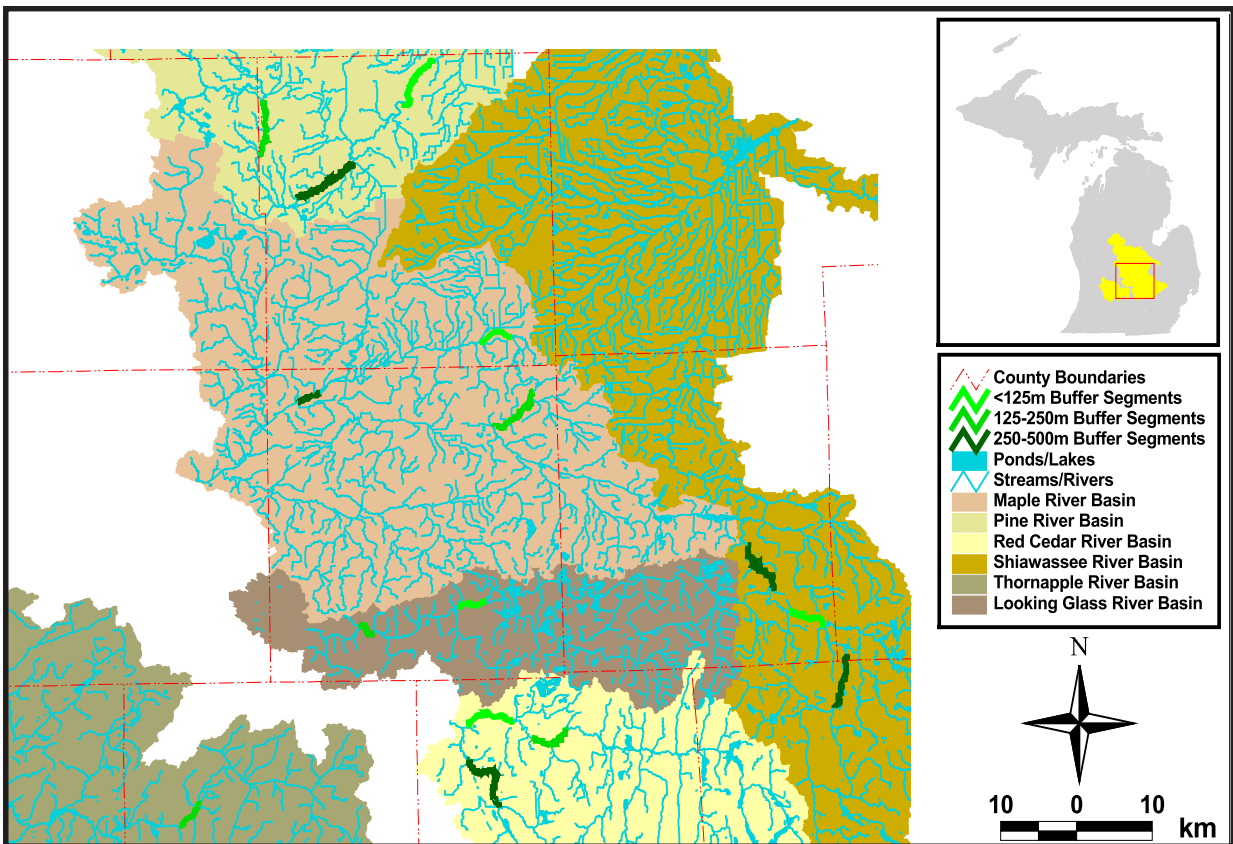 County Boundaries
<125m Buffer Segments
125-250m Buffer Segments
250-500m Buffer Segments
Ponds/Lakes
Streams/Rivers
Maple River Basin
Pine River Basin
Red Cedar River Basin
Shiawassee River Basin
Thornapple River Basin
Looking Glass River Basin
N
10 0 10
km